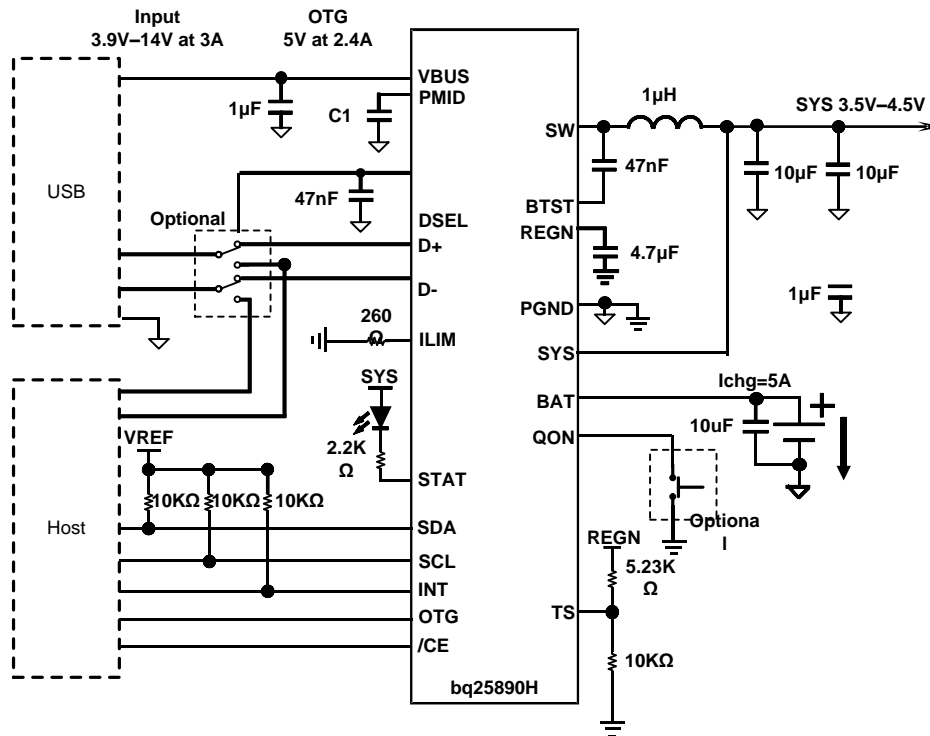 Input
3.9V–14V at 3A
OTG
5V at 2.4A
VBUS
PMID
1µF
C1
1µH
SYS 3.5V–4.5V
SW
47nF
10µF
10µF
USB
47nF
BTST
Optional
DSEL
REGN
D+
4.7µF
D-
1µF
PGND
260
Ω
ILIM
SYS
SYS
Ichg=5A
BAT
10uF
+
QON
VREF
2.2K
Ω
STAT
10KΩ
10KΩ
10KΩ
Host
SDA
Optiona
l
REGN
SCL
5.23K
Ω
INT
TS
OTG
/CE
10KΩ
bq25890H